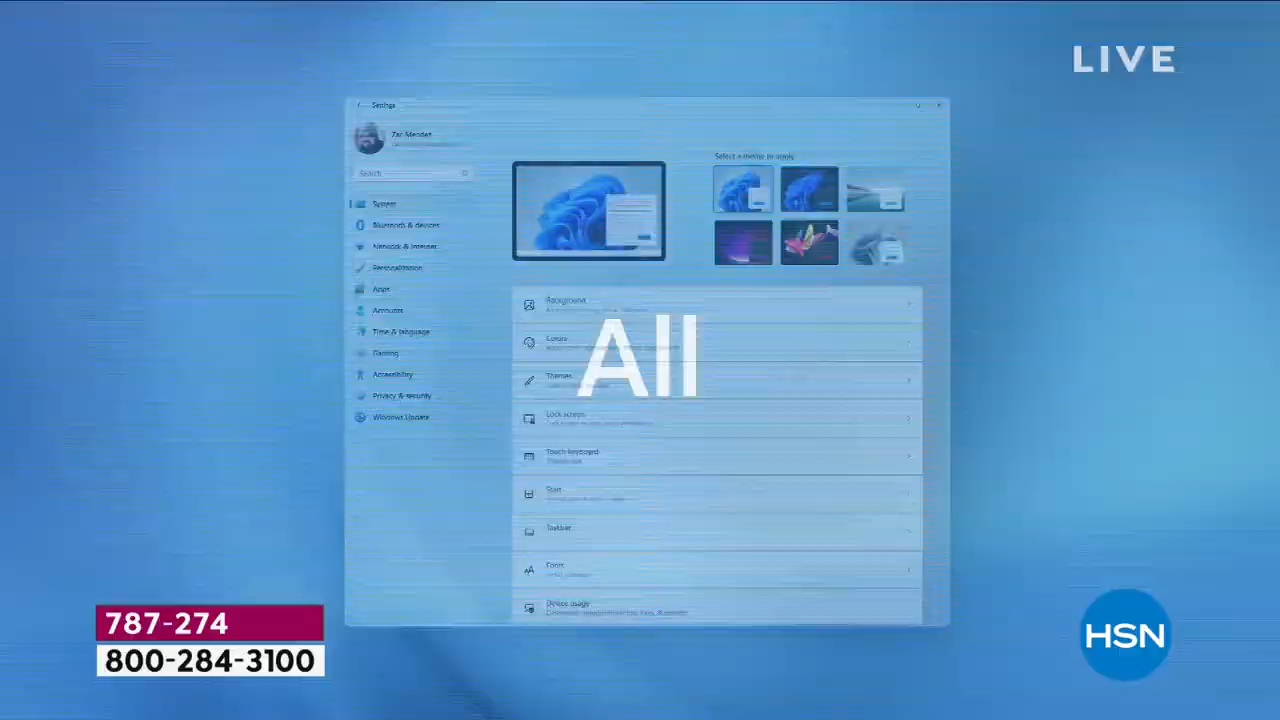 LIVE
Settings
Zac Mendes
Search
System
Bluetooth & devices
Network & internet
Personalization
Apps
Accounts
Time & language
Gaming
Accessibility
Privacy & security
Windows Update
Select a theme to apply
Background
Colors
Themes
Lock screen
Touch keyboard
Start
Taskbar
Fonts
Device usage
All
787-274
800-284-3100
HSN